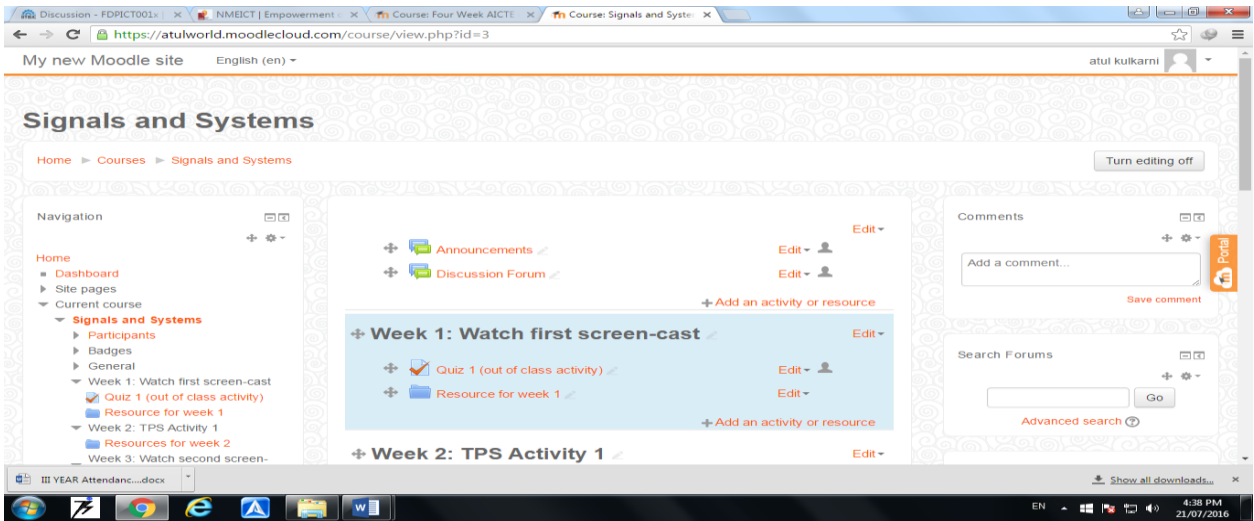 Discussion - FDPICT001x
NMEICT | Empowerment
Course: Four Week AICTE
Course: Signals and Syste
https://atulworld.moodlecloud.com/course/view.php?id=3
My new Moodle site
English (en)
atul kulkarni
Signals and Systems
Home
Courses
Signals and Systems
Turn editing off
Navigation
Home
Dashboard
Site pages
Current course
Signals and Systems
Participants
Badges
General
Week 1: Watch first screen-cast
Quiz 1 (out of class activity)
Resource for week 1
Week 2: TPS Activity 1
Resources for week 2
Week 3: Watch second screen-
Edit
Announcements
Edit
Discussion Forum
Edit
Add an activity or resource
Week 1: Watch first screen-cast
Edit
Quiz 1 (out of class activity)
Edit
Resource for week 1
Edit
Add an activity or resource
Week 2: TPS Activity 1
Edit
Comments
Add a comment...
Save comment
Search Forums
Go
Advanced search
Portal
III YEAR Attendanc....docx
Show all downloads...
EN
4:38 PM
21/07/2016